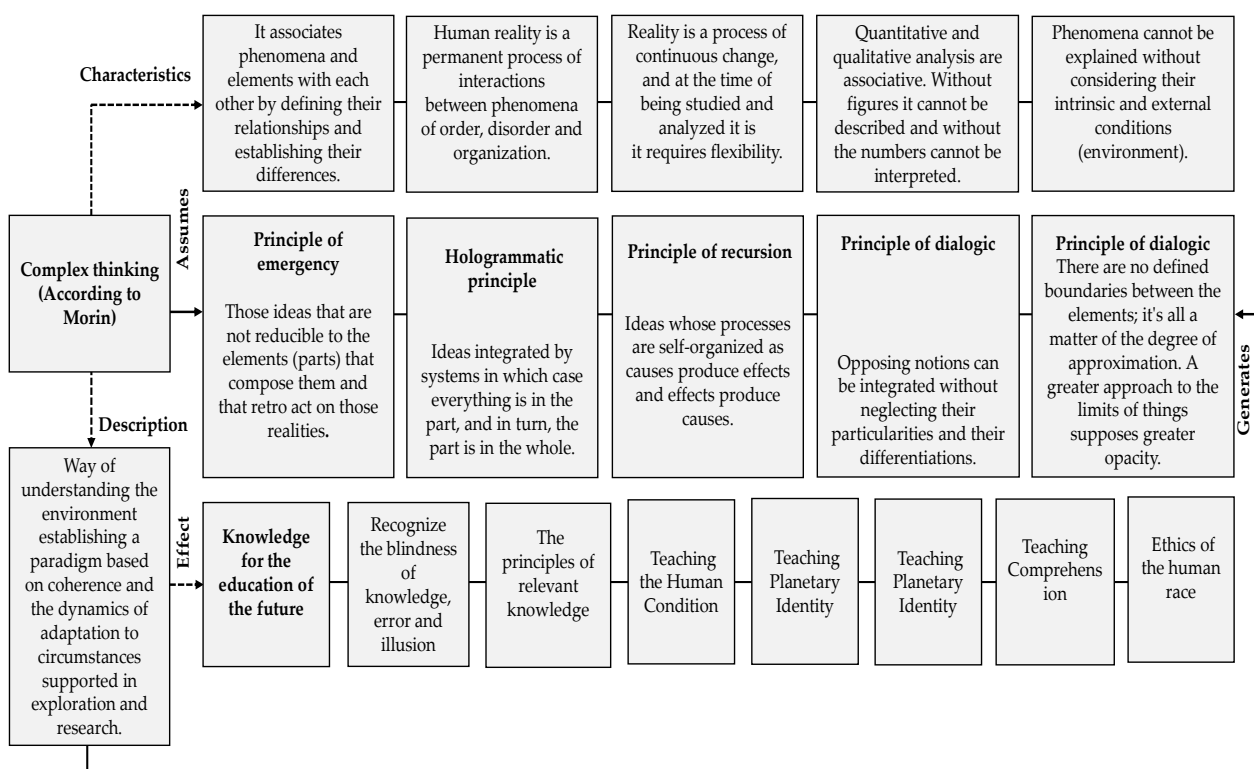 Characteristics
It associates
phenomena and
elements with each
other by defining their
relationships and
establishing their
differences.
Human reality is a
permanent process of
interactions
between phenomena
of order, disorder and
organization.
Reality is a process of
continuous change,
and at the time of
being studied and
analyzed it is
it requires flexibility.
Quantitative and
qualitative analysis are
associative. Without
figures it cannot be
described and without
the numbers cannot be
interpreted.
Phenomena cannot be
explained without
considering their
intrinsic and external
conditions
(environment).
Complex thinking
(According to
Morin)
Assumes
Principle of
emergency
Those ideas that are
not reducible to the
elements (parts) that
compose them and
that retro act on those
realities.
Hologrammatic
principle
Ideas integrated by
systems in which case
everything is in the
part, and in turn, the
part is in the whole.
Principle of recursion
Ideas whose processes
are self-organized as
causes produce effects
and effects produce
causes.
Principle of dialogic
Opposing notions can
be integrated without
neglecting their
particularities and their
differentiations.
Principle of dialogic
There are no defined
boundaries between the
elements; it's all a
matter of the degree of
approximation. A
greater approach to the
limits of things
supposes greater
opacity.
Generates
Description
Way of
understanding the
environment
establishing a
paradigm based
on coherence and
the dynamics of
adaptation to
circumstances
supported in
exploration and
research.
Effect
Knowledge
for the
education of
the future
Recognize
the blindness
of
knowledge,
error and
illusion
The
principles of
relevant
knowledge
Teaching
the Human
Condition
Teaching
Planetary
Identity
Teaching
Planetary
Identity
Teaching
Comprehens
ion
Ethics of
the human
race